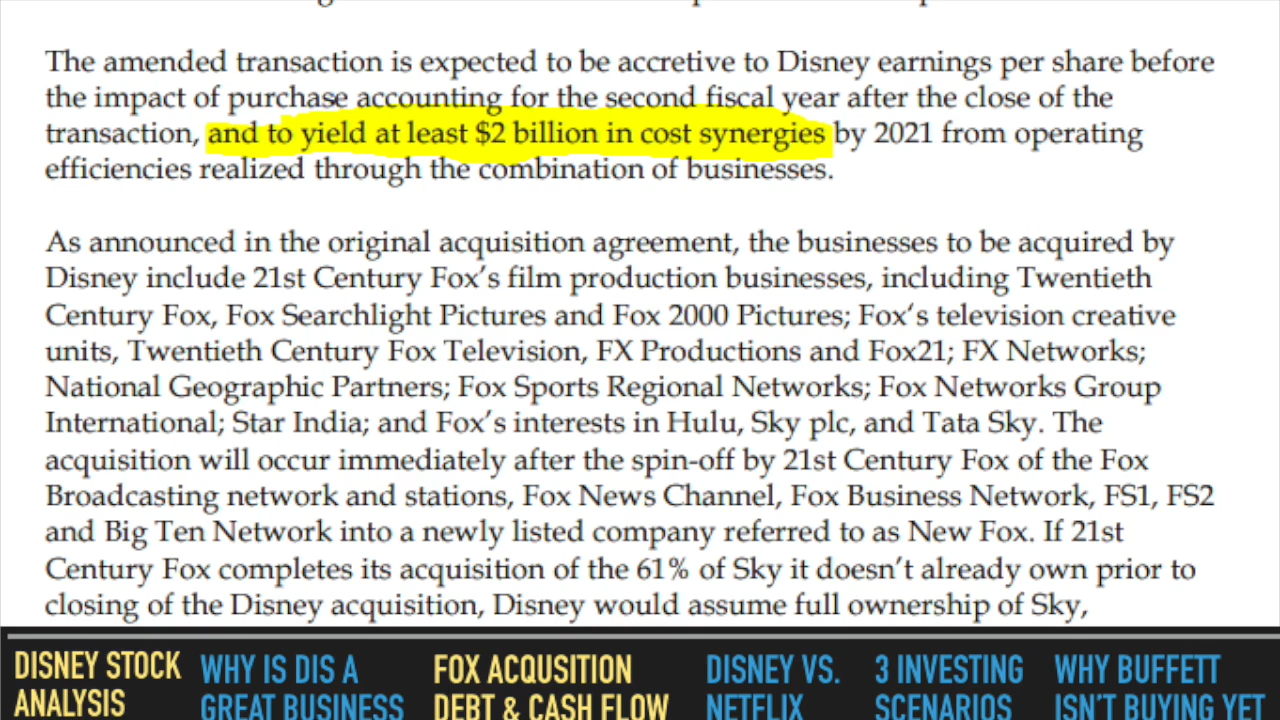 The amended transaction is expected to be accretive to Disney earnings per share before
the impact of purchase accounting for the second fiscal year after the close of the
transaction, and to yield at least $2 billion in cost synergies by 2021 from operating
efficiencies realized through the combination of businesses.
As announced in the original acquisition agreement, the businesses to be acquired by
Disney include 21st Century Fox’s film production businesses, including Twentieth
Century Fox, Fox Searchlight Pictures and Fox 2000 Pictures; Fox’s television creative
units, Twentieth Century Fox Television, FX Productions and Fox21; FX Networks;
National Geographic Partners; Fox Sports Regional Networks; Fox Networks Group
International; Star India; and Fox’s interests in Hulu, Sky plc, and Tata Sky. The
acquisition will occur immediately after the spin-off by 21st Century Fox of the Fox
Broadcasting network and stations, Fox News Channel, Fox Business Network, FS1, FS2
and Big Ten Network into a newly listed company referred to as New Fox. If 21st
Century Fox completes its acquisition of the 61% of Sky it doesn’t already own prior to
closing of the Disney acquisition, Disney would assume full ownership of Sky,
DISNEY STOCK
ANALYSIS
WHY IS DIS A
GREAT BUSINESS
FOX ACQUSITION
DEBT & CASH FLOW
DISNEY VS.
NETFLIX
3 INVESTING
SCENARIOS
WHY BUFFETT
ISN'T BUYING YET